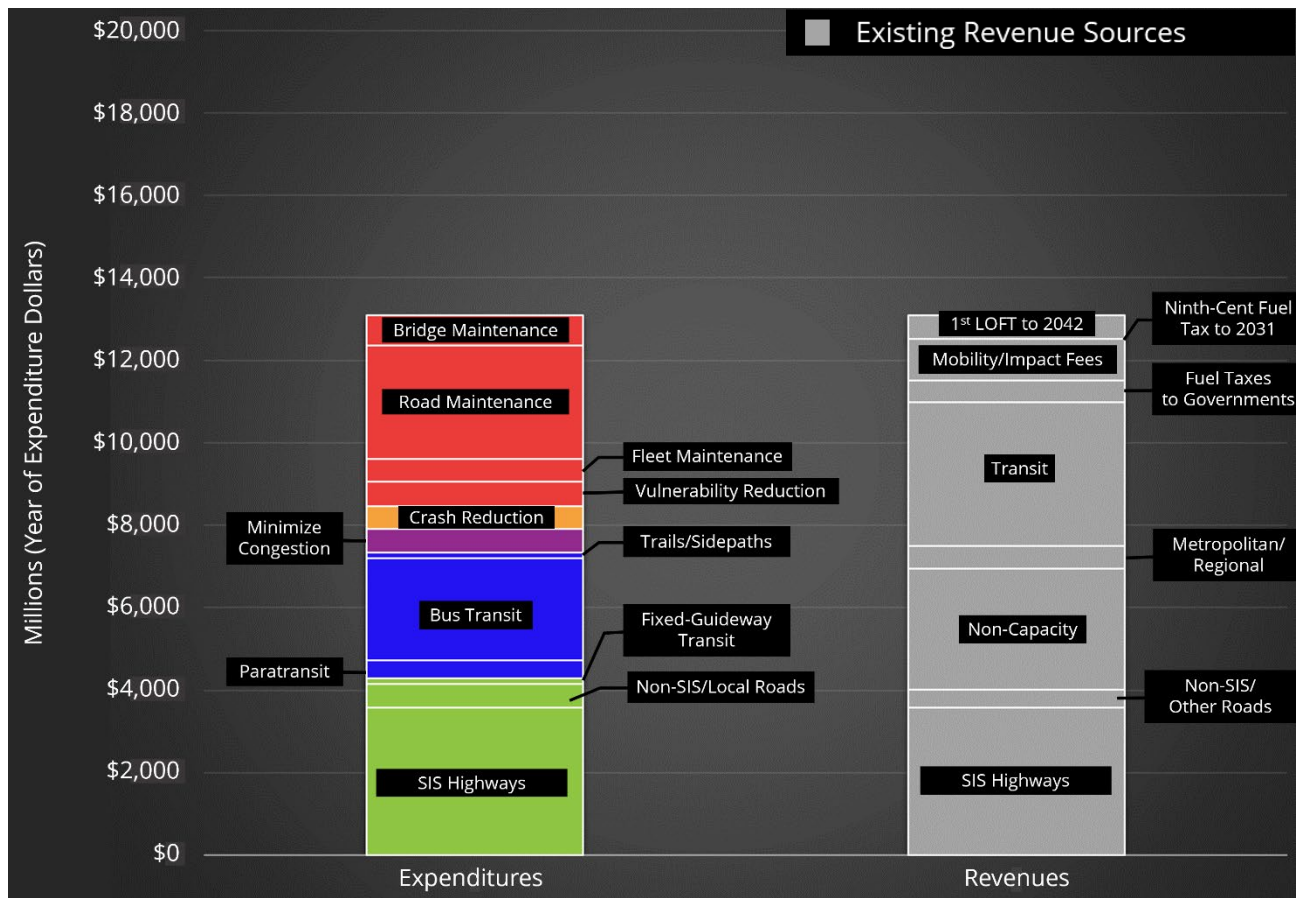 Existing Revenue Sources
Millions (Year of Expenditure Dollars)
$20,000
$18,000
$16,000
$14,000
$12,000
$10,000
$8,000
$6,000
$4,000
$2,000
$0
Bridge Maintenance
Road Maintenance
Fleet Maintenance
Vulnerability Reduction
Crash Reduction
Minimize
Congestion
Trails/Sidepaths
Bus Transit
Fixed-Guideway
Transit
Paratransit
Non-SIS/Local Roads
SIS Highways
Expenditures
1st LOFT to 2042
Ninth-Cent Fuel
Tax to 2031
Mobility/Impact Fees
Fuel Taxes
to Governments
Transit
Metropolitan/
Regional
Non-Capacity
Non-SIS/
Other Roads
SIS Highways
Revenues